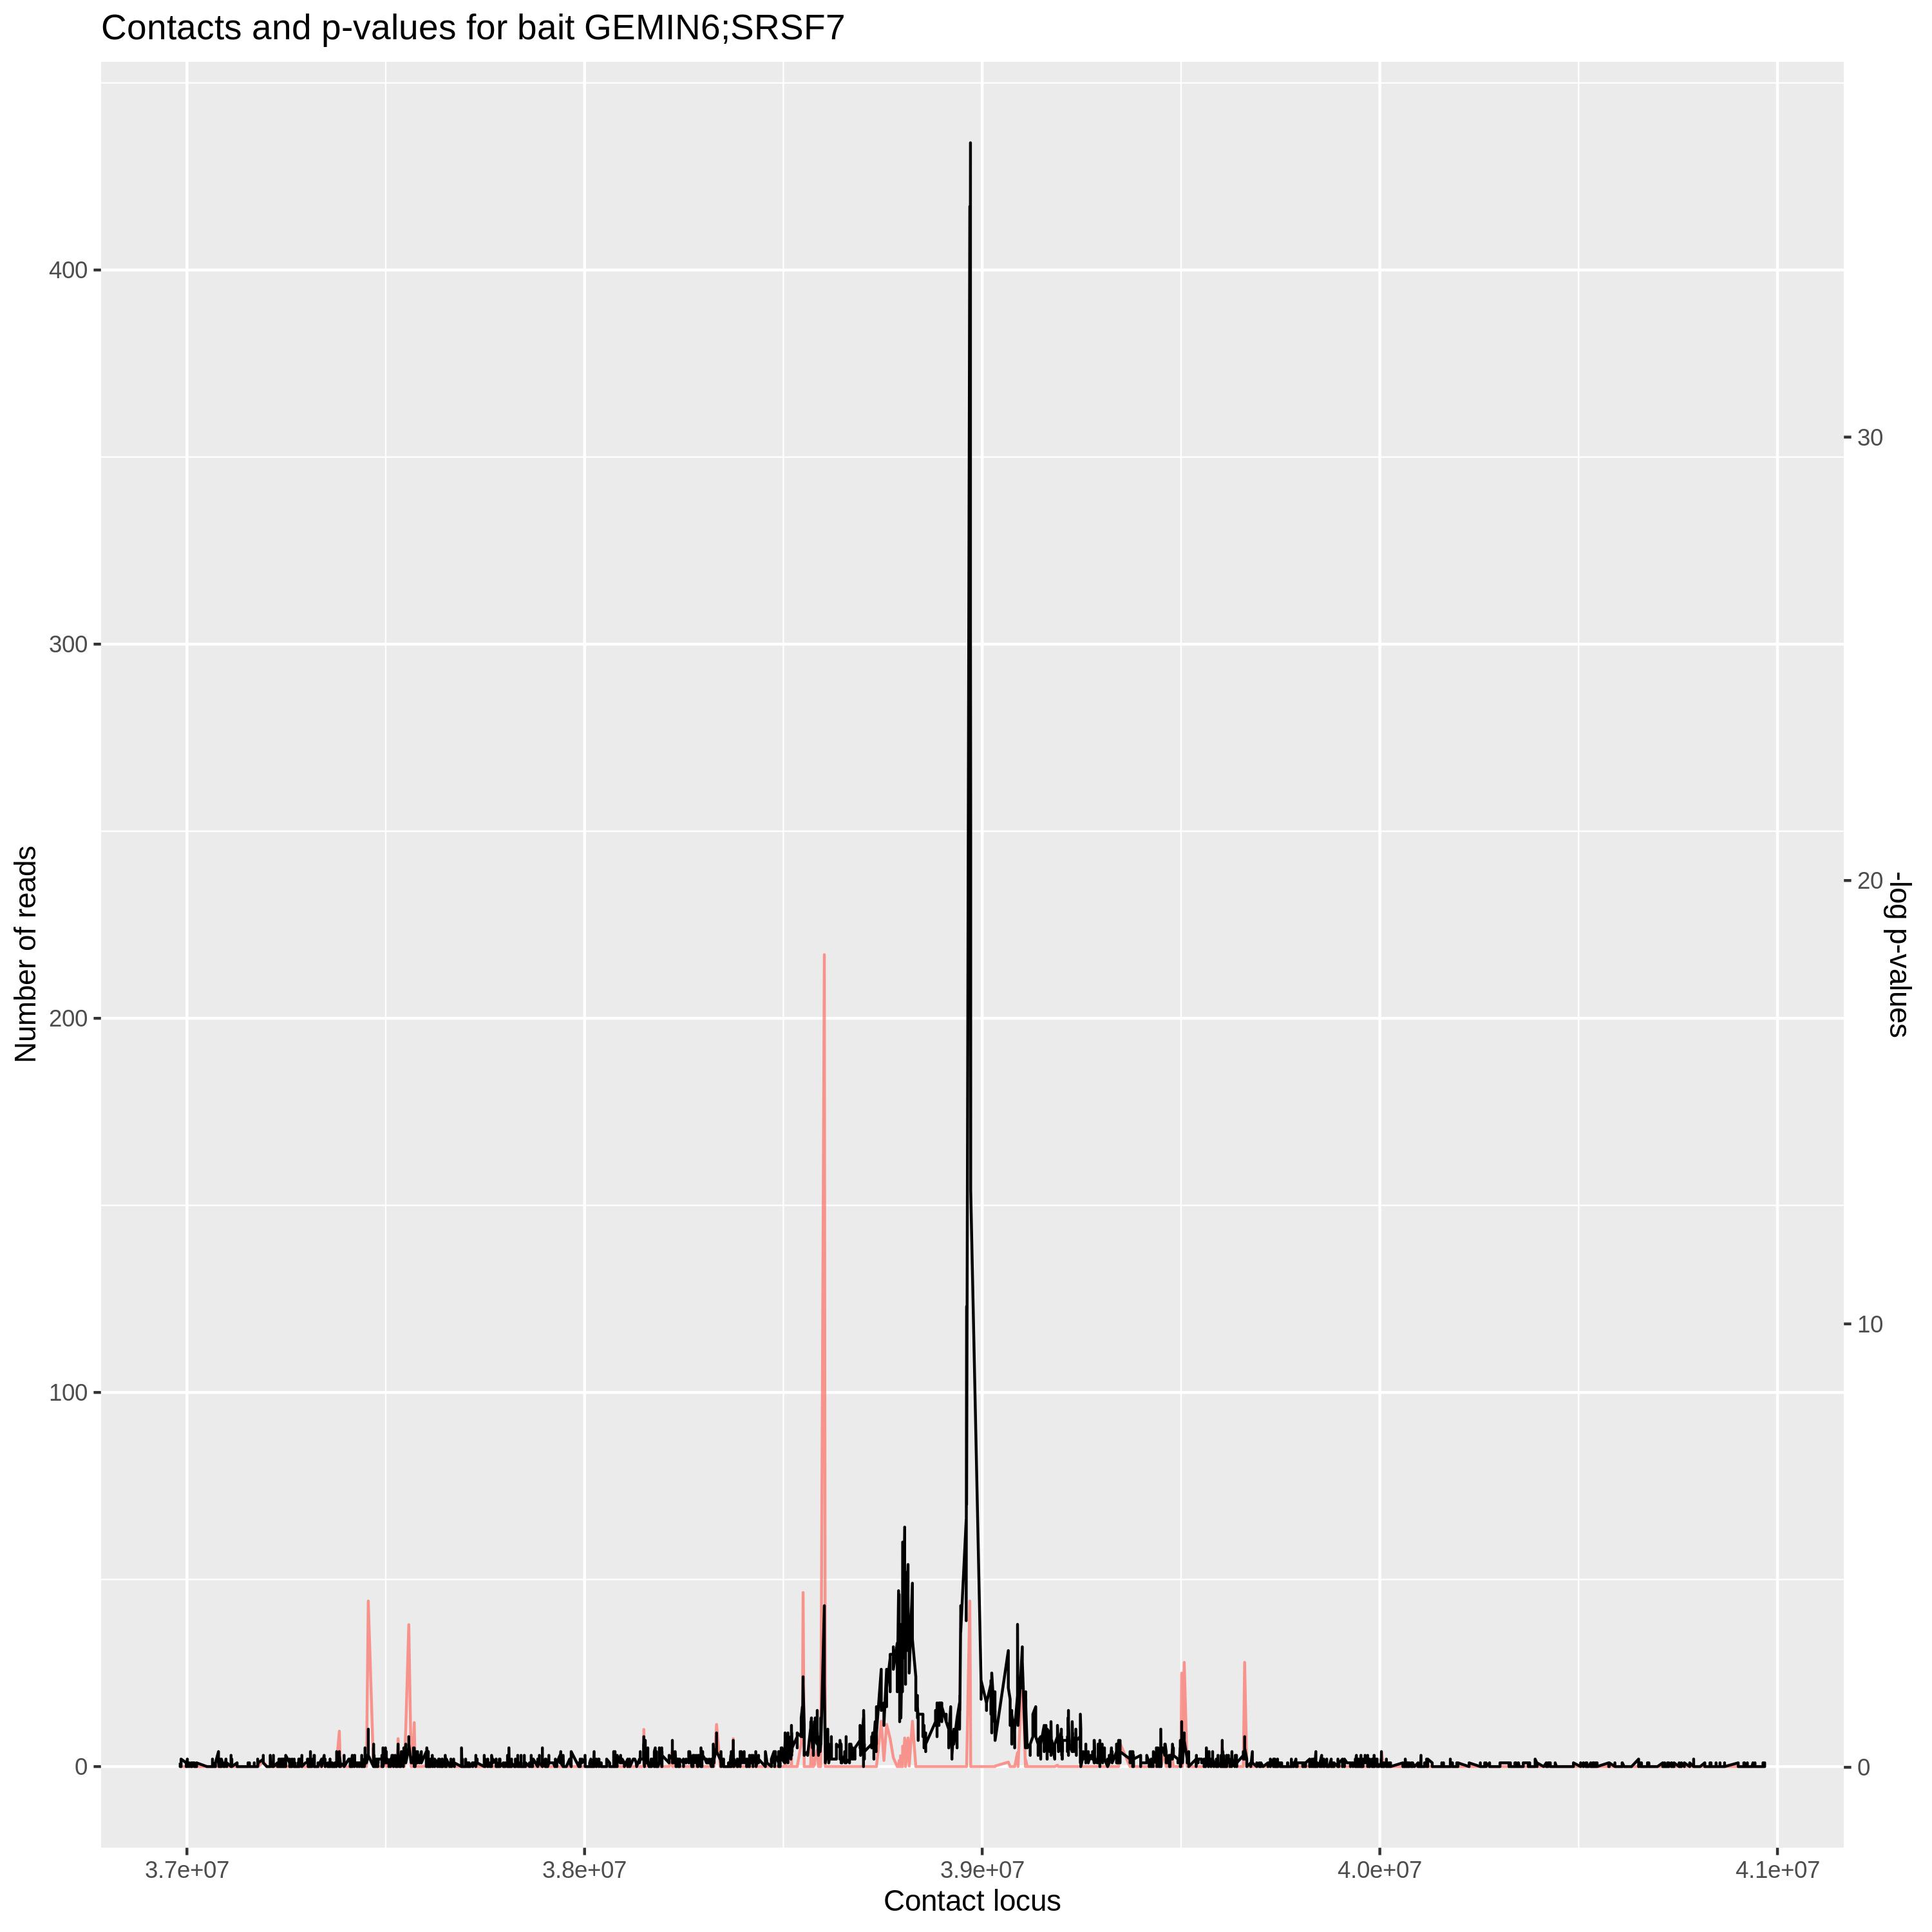 Contacts and p-values for bait GEMIN6;SRSF7
Number of reads
400
300
200
100
0
30
20
10
0
-log p-values
3.7e+07 3.8e+07 3.9e+07 4.0e+07 4.1e+07
Contact locus